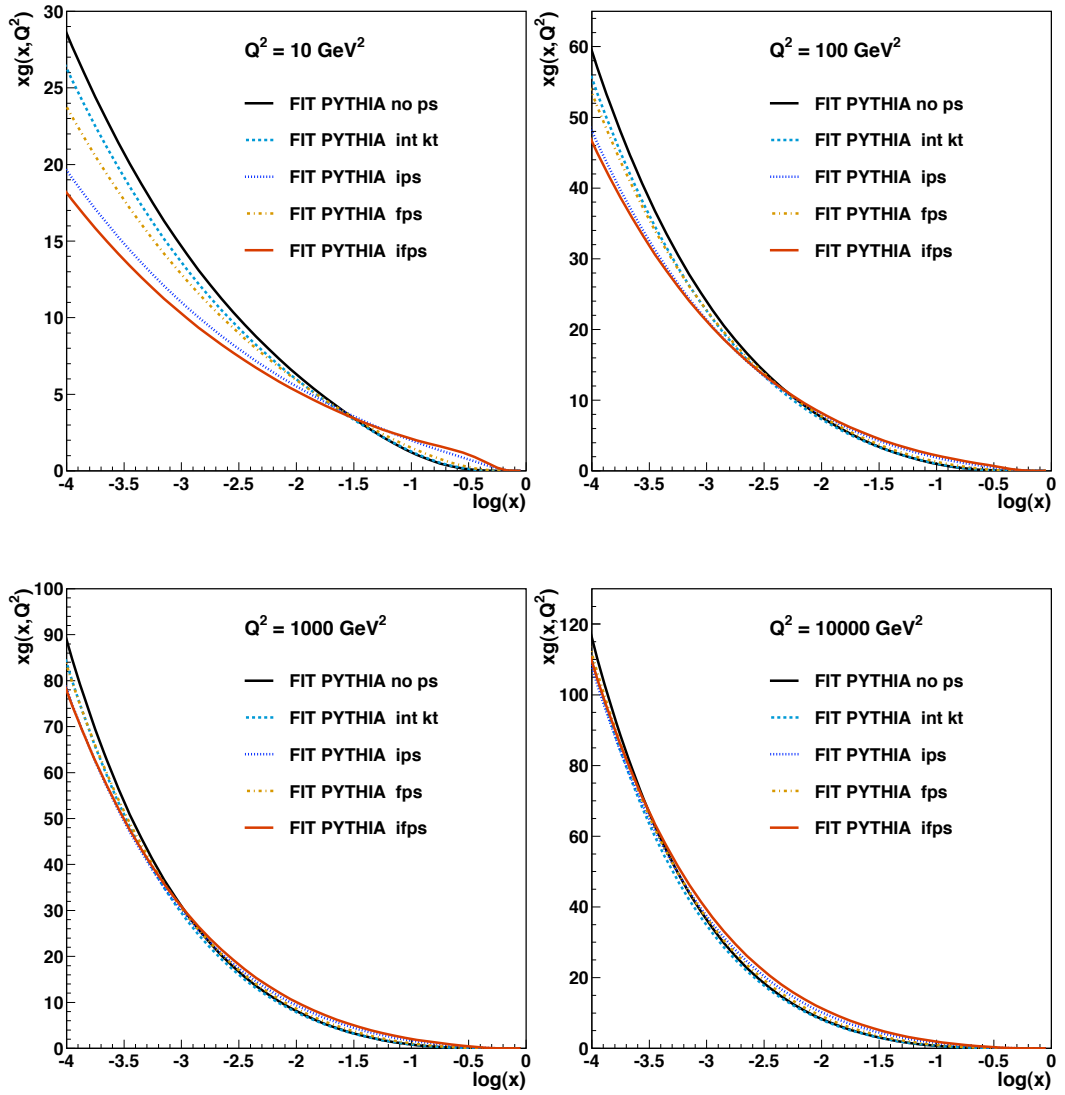 xg(x,Q²)
30
25
20
15
10
5
0
Q² = 10 GeV²
FIT PYTHIA no ps
FIT PYTHIA int kt
FIT PYTHIA ips
FIT PYTHIA fps
FIT PYTHIA ifps
-4 -3.5 -3 -2.5 -2 -1.5 -1 -0.5 0
log(x)
xg(x,Q²)
60
50
40
30
20
10
0
Q² = 100 GeV²
FIT PYTHIA no ps
FIT PYTHIA int kt
FIT PYTHIA ips
FIT PYTHIA fps
FIT PYTHIA ifps
-4 -3.5 -3 -2.5 -2 -1.5 -1 -0.5 0
log(x)
xg(x,Q²)
100
90
80
70
60
50
40
30
20
10
0
Q² = 1000 GeV²
FIT PYTHIA no ps
FIT PYTHIA int kt
FIT PYTHIA ips
FIT PYTHIA fps
FIT PYTHIA ifps
-4 -3.5 -3 -2.5 -2 -1.5 -1 -0.5 0
log(x)
xg(x,Q²)
120
100
80
60
40
20
0
Q² = 10000 GeV²
FIT PYTHIA no ps
FIT PYTHIA int kt
FIT PYTHIA ips
FIT PYTHIA fps
FIT PYTHIA ifps
-4 -3.5 -3 -2.5 -2 -1.5 -1 -0.5 0
log(x)